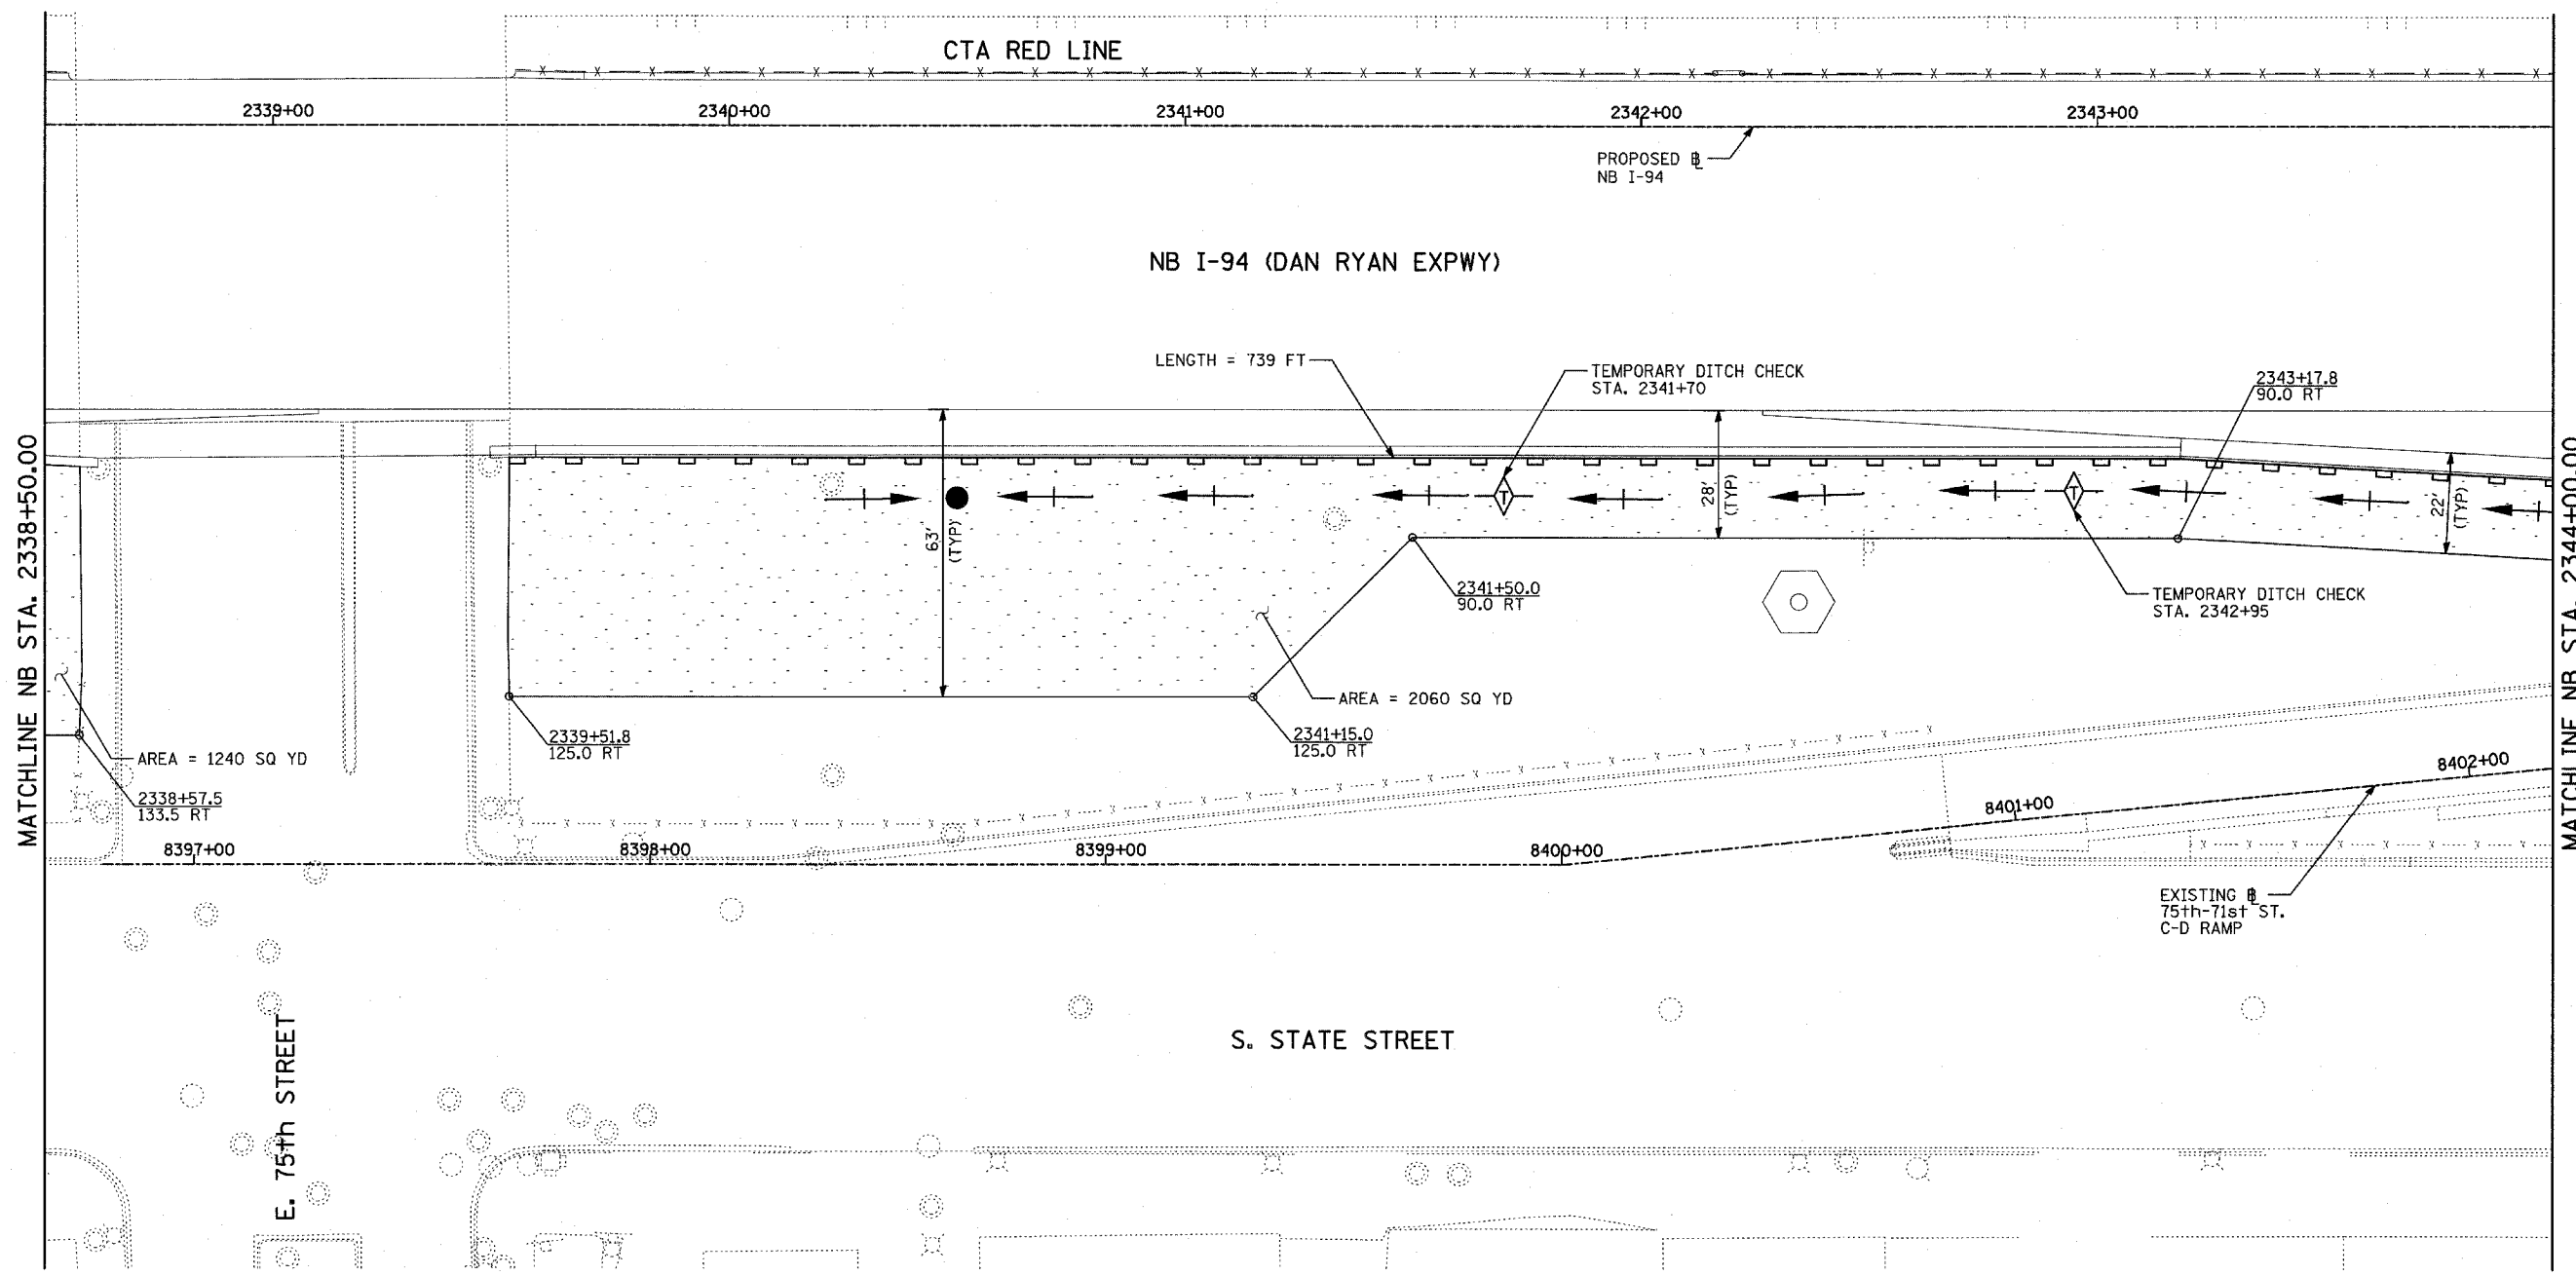 CTA RED LINE
2339+00
2340+00
2341+00
2342+00
2343+00
PROPOSED ⅊
NB I-94
NB I-94 (DAN RYAN EXPWY)
LENGTH = 739 FT
TEMPORARY DITCH CHECK
STA. 2341+70
2343+17.8
90.0 RT
MATCHLINE NB STA. 2338+50.00
MATCHLINE NB STA. 2344+00.00
T
T
63'
(TYP)
28'
(TYP)
22'
(TYP)
2341+50.0
90.0 RT
TEMPORARY DITCH CHECK
STA. 2342+95
AREA = 2060 SQ YD
2339+51.8
125.0 RT
2341+15.0
125.0 RT
AREA = 1240 SQ YD
2338+57.5
133.5 RT
8397+00
8398+00
8399+00
8400+00
8401+00
8402+00
EXISTING
75th-71st ST.
C-D RAMP
E. 75th STREET
S. STATE STREET